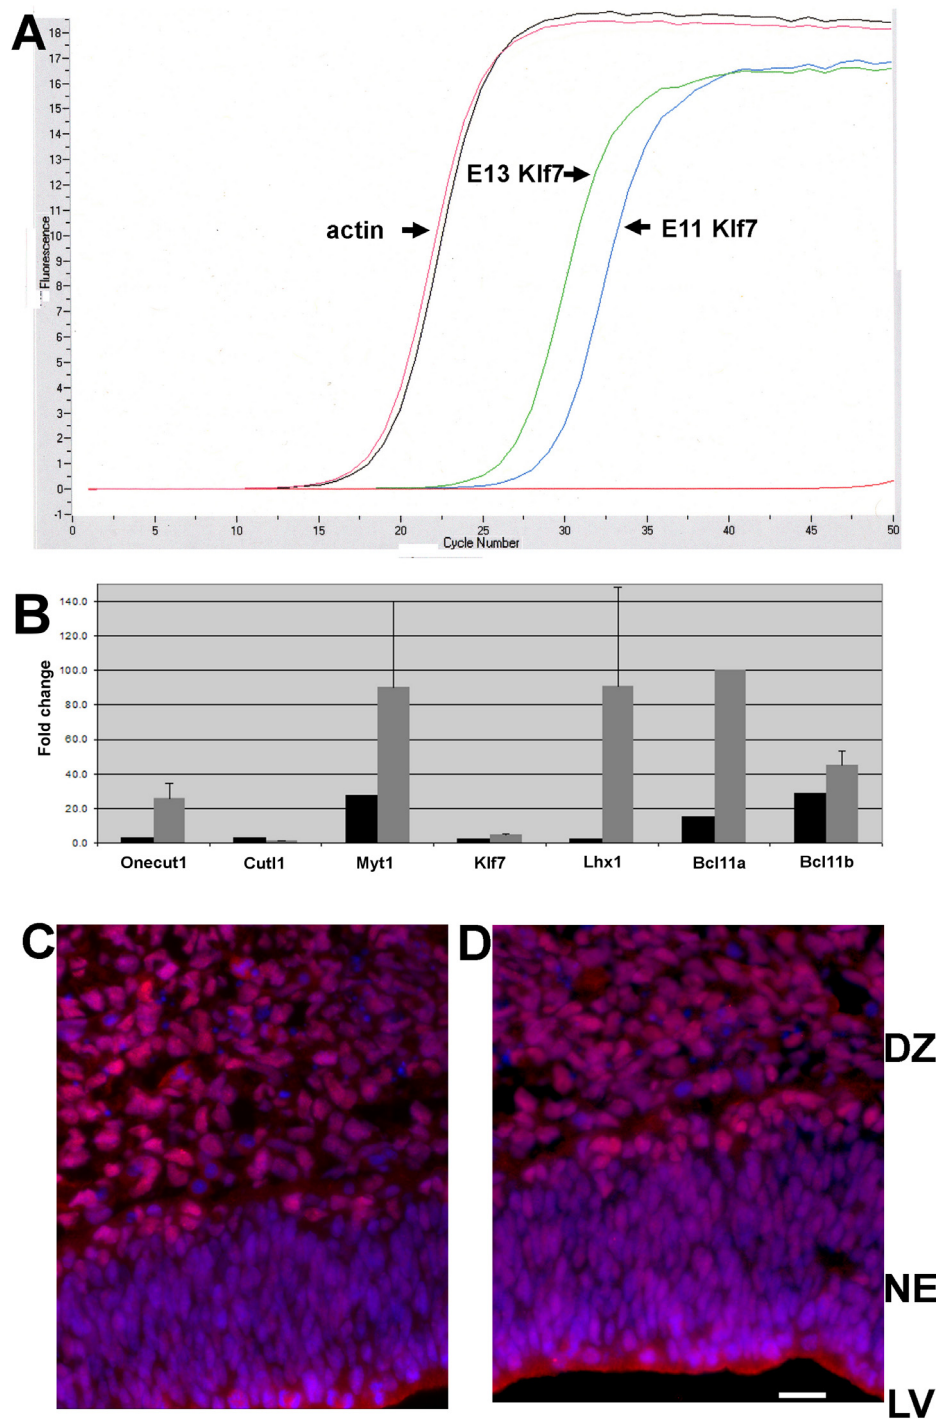 A
18
17
16
15
14
13
12
11
10
9
8
7
6
5
4
3
2
1
0
-1
Fluorescence
E13 Klf7
actin
E11 Klf7
0 5 10 15 20 25 30 35 40 45 50
Cycle Number
B
140.0
120.0
100.0
80.0
60.0
40.0
20.0
0.0
Fold change
Onecut1 Cutl1 Myt1 Klf7 Lhx1 Bcl11a Bcl11b
C
D
DZ
NE
LV